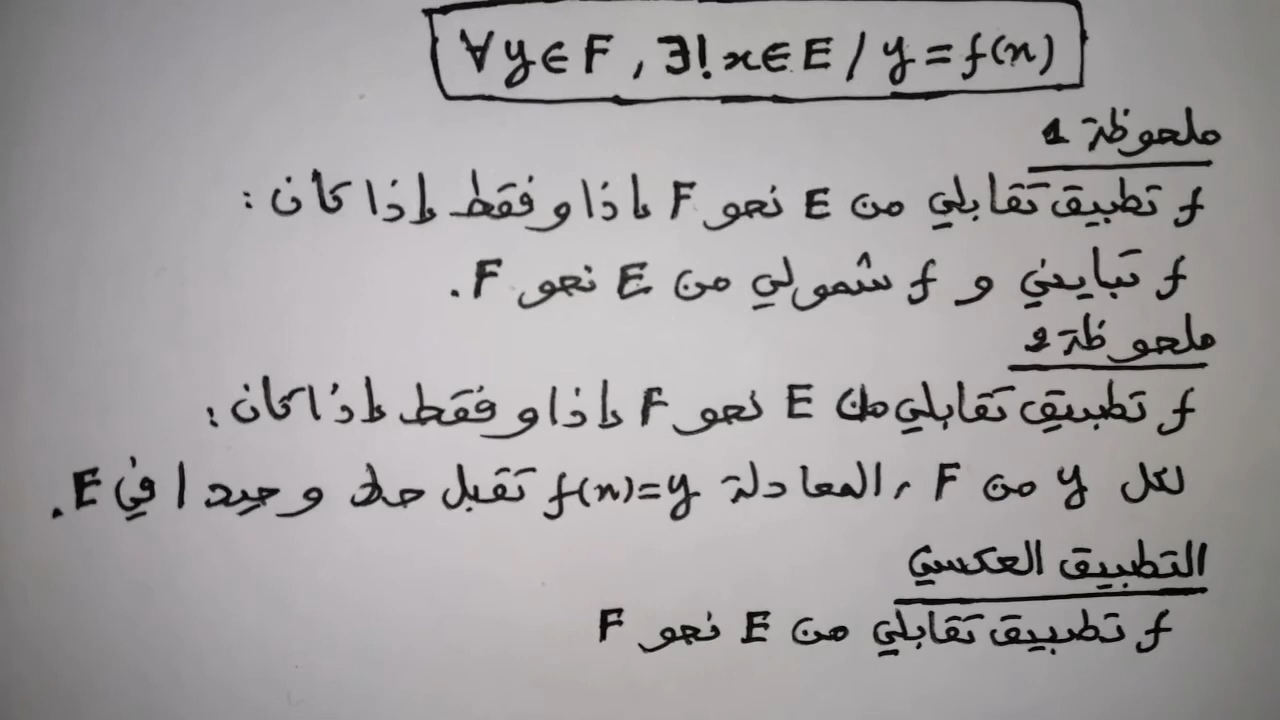 ∀y∈F , ∃!x∈E / y=f(x)
ملحوظة 1
f تطبيق تقابلي من E نحو F إذا وفقط إذا كان :
f تبايني و f شمولي من E نحو F.
ملحوظة 2
f تطبيق تقابلي من E نحو F إذا وفقط إذا كان :
لكل y من F ، المعادلة f(x)=y تقبل حلا وحيدا في E.
التطبيق العكسي
f تطبيق تقابلي من E نحو F